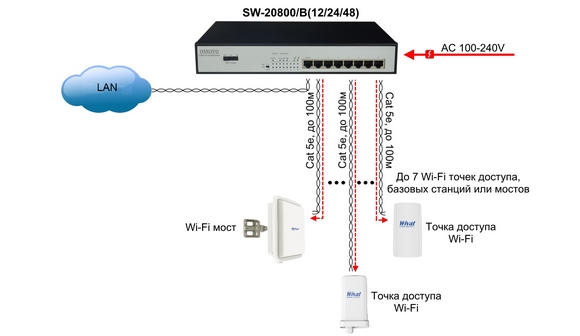 SW-20800/B(12/24/48)
AC 100-240V
LAN
Cat 5e, до 100м
Cat 5e, до 100м
Cat 5e, до 100м
До 7 Wi-Fi точек доступа,
базовых станций или мостов
Wi-Fi мост
Точка доступа
Wi-Fi
Точка доступа
Wi-Fi